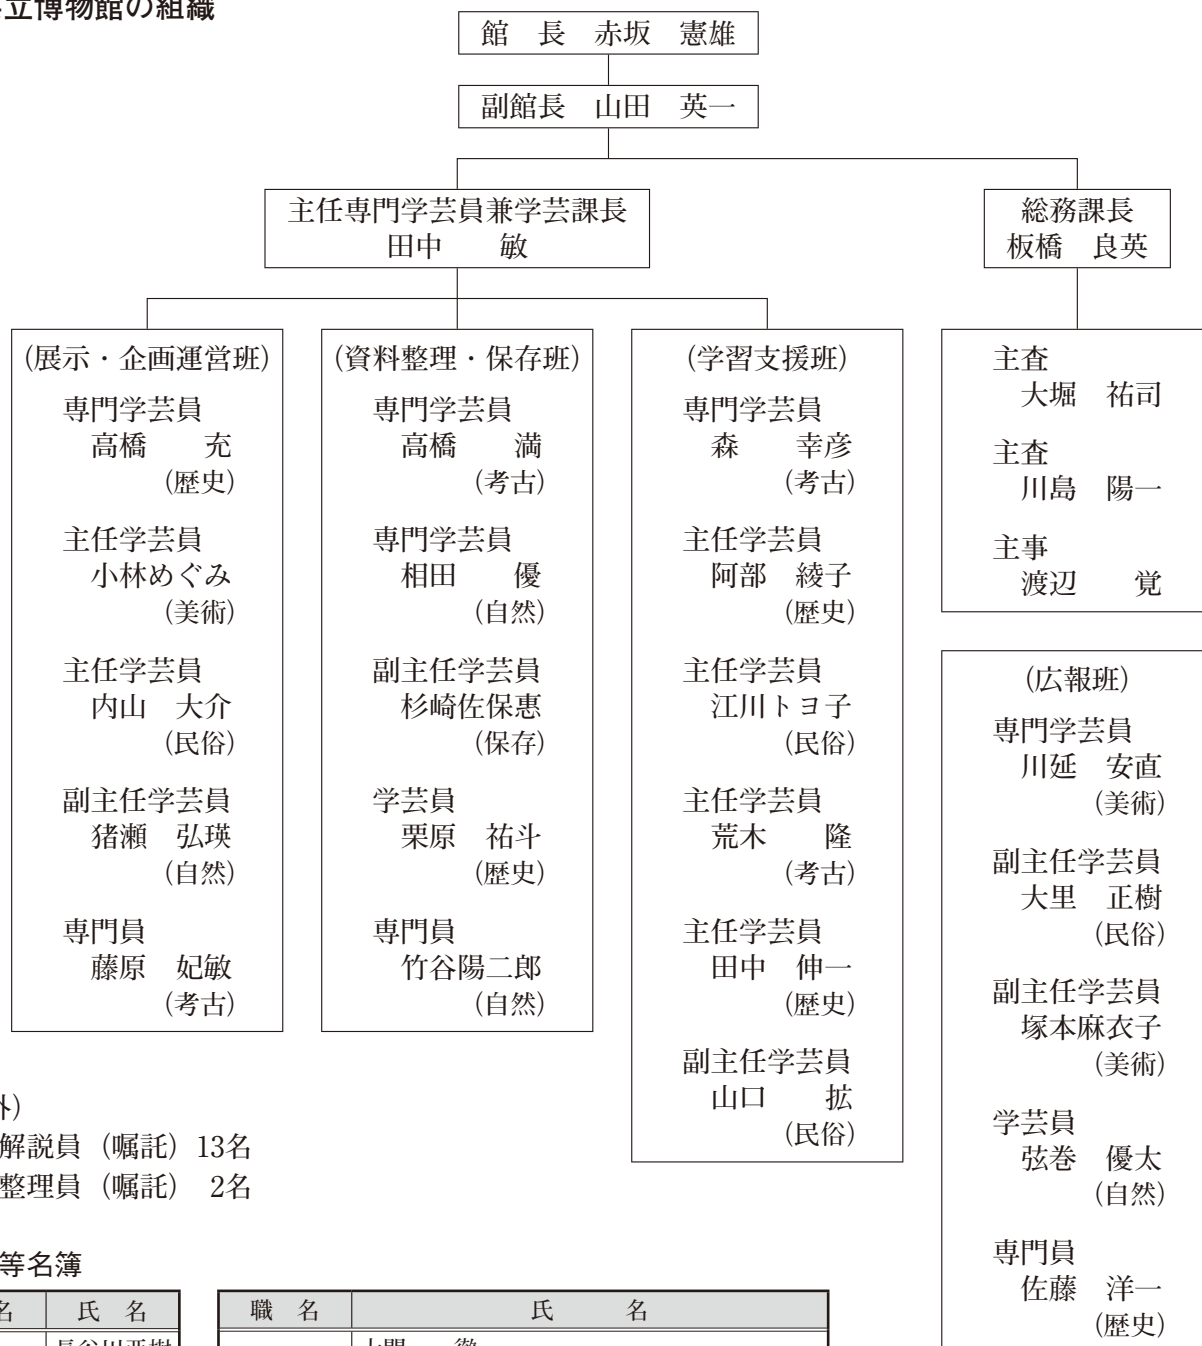 立博物館の組織
館　長　赤坂　憲雄
副館長　山田　英一
主任専門学芸員兼学芸課長
田中　　敏
総務課長
板橋　良英
（展示・企画運営班）
専門学芸員
高橋　　充
（歴史）
主任学芸員
小林めぐみ
（美術）
主任学芸員
内山　大介
（民俗）
副主任学芸員
猪瀬　弘瑛
（自然）
専門員
藤原　妃敏
（考古）
（資料整理・保存班）
専門学芸員
高橋　　満
（考古）
専門学芸員
相田　　優
（自然）
副主任学芸員
杉崎佐保惠
（保存）
学芸員
栗原　祐斗
（歴史）
専門員
竹谷陽二郎
（自然）
（学習支援班）
専門学芸員
森　　幸彦
（考古）
主任学芸員
阿部　綾子
（歴史）
主任学芸員
江川トヨ子
（民俗）
主任学芸員
荒木　　隆
（考古）
主任学芸員
田中　伸一
（歴史）
副主任学芸員
山口　　拡
（民俗）
主査
大堀　祐司
主査
川島　陽一
主事
渡辺　　覚
（広報班）
専門学芸員
川延　安直
（美術）
副主任学芸員
大里　正樹
（民俗）
副主任学芸員
塚本麻衣子
（美術）
学芸員
弦巻　優太
（自然）
専門員
佐藤　洋一
（歴史）
外）
解説員（嘱託）13名
整理員（嘱託）　2名
等名簿
名　氏　名
職　名　氏　名